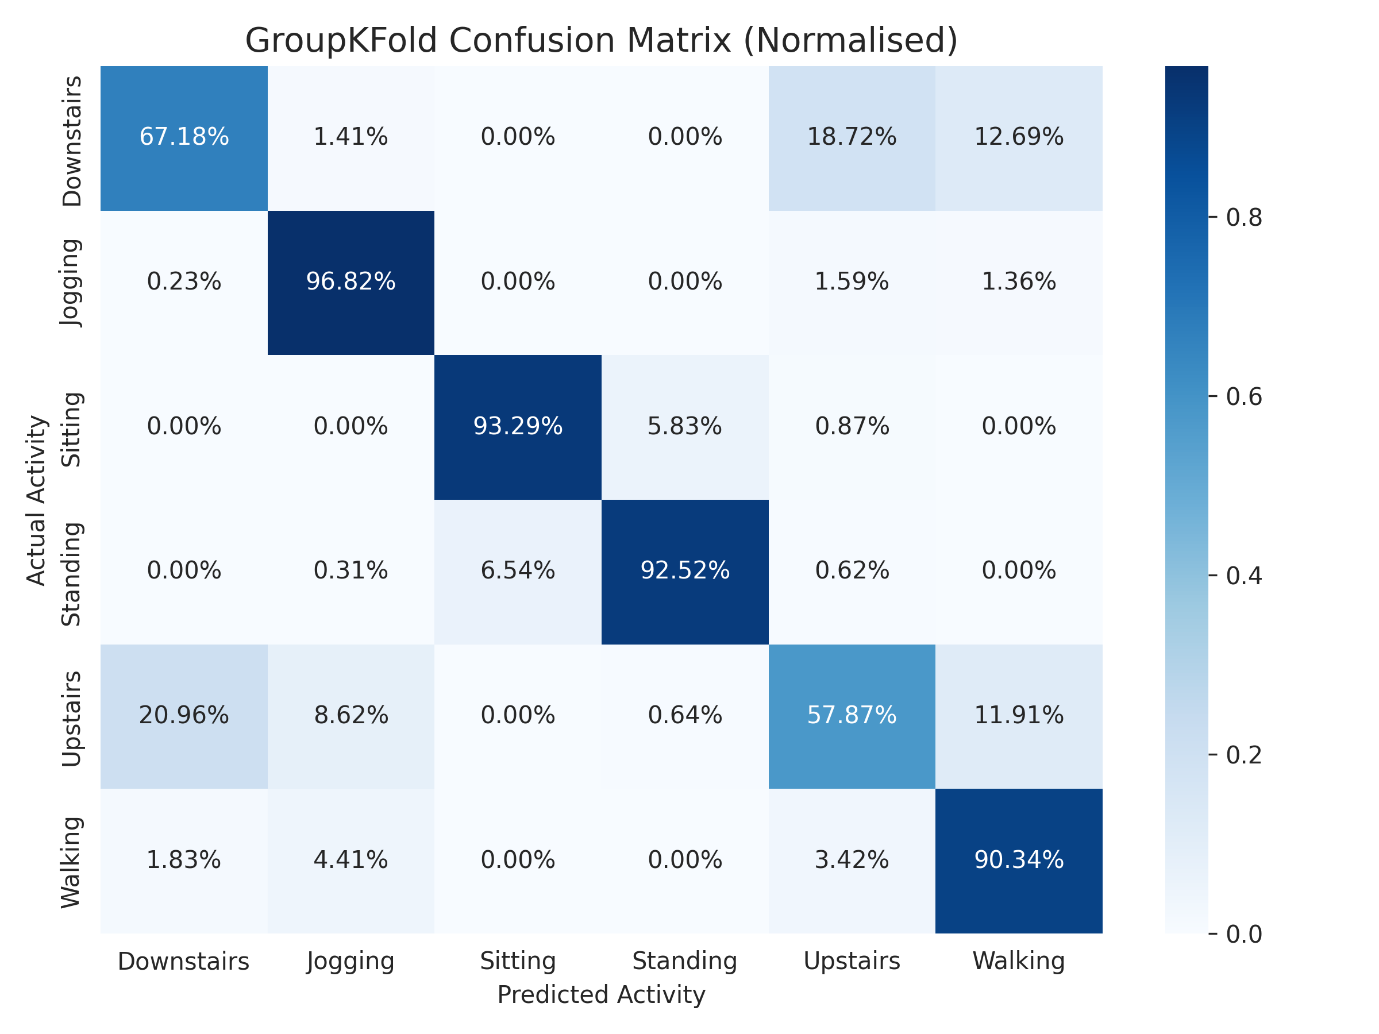 GroupKFold Confusion Matrix (Normalised)
Downstairs 67.18% 1.41% 0.00% 0.00% 18.72% 12.69%
Jogging 0.23% 96.82% 0.00% 0.00% 1.59% 1.36%
Sitting 0.00% 0.00% 93.29% 5.83% 0.87% 0.00%
Standing 0.00% 0.31% 6.54% 92.52% 0.62% 0.00%
Upstairs 20.96% 8.62% 0.00% 0.64% 57.87% 11.91%
Walking 1.83% 4.41% 0.00% 0.00% 3.42% 90.34%
Actual Activity
Downstairs Jogging Sitting Standing Upstairs Walking
Predicted Activity
0.8
0.6
0.4
0.2
0.0